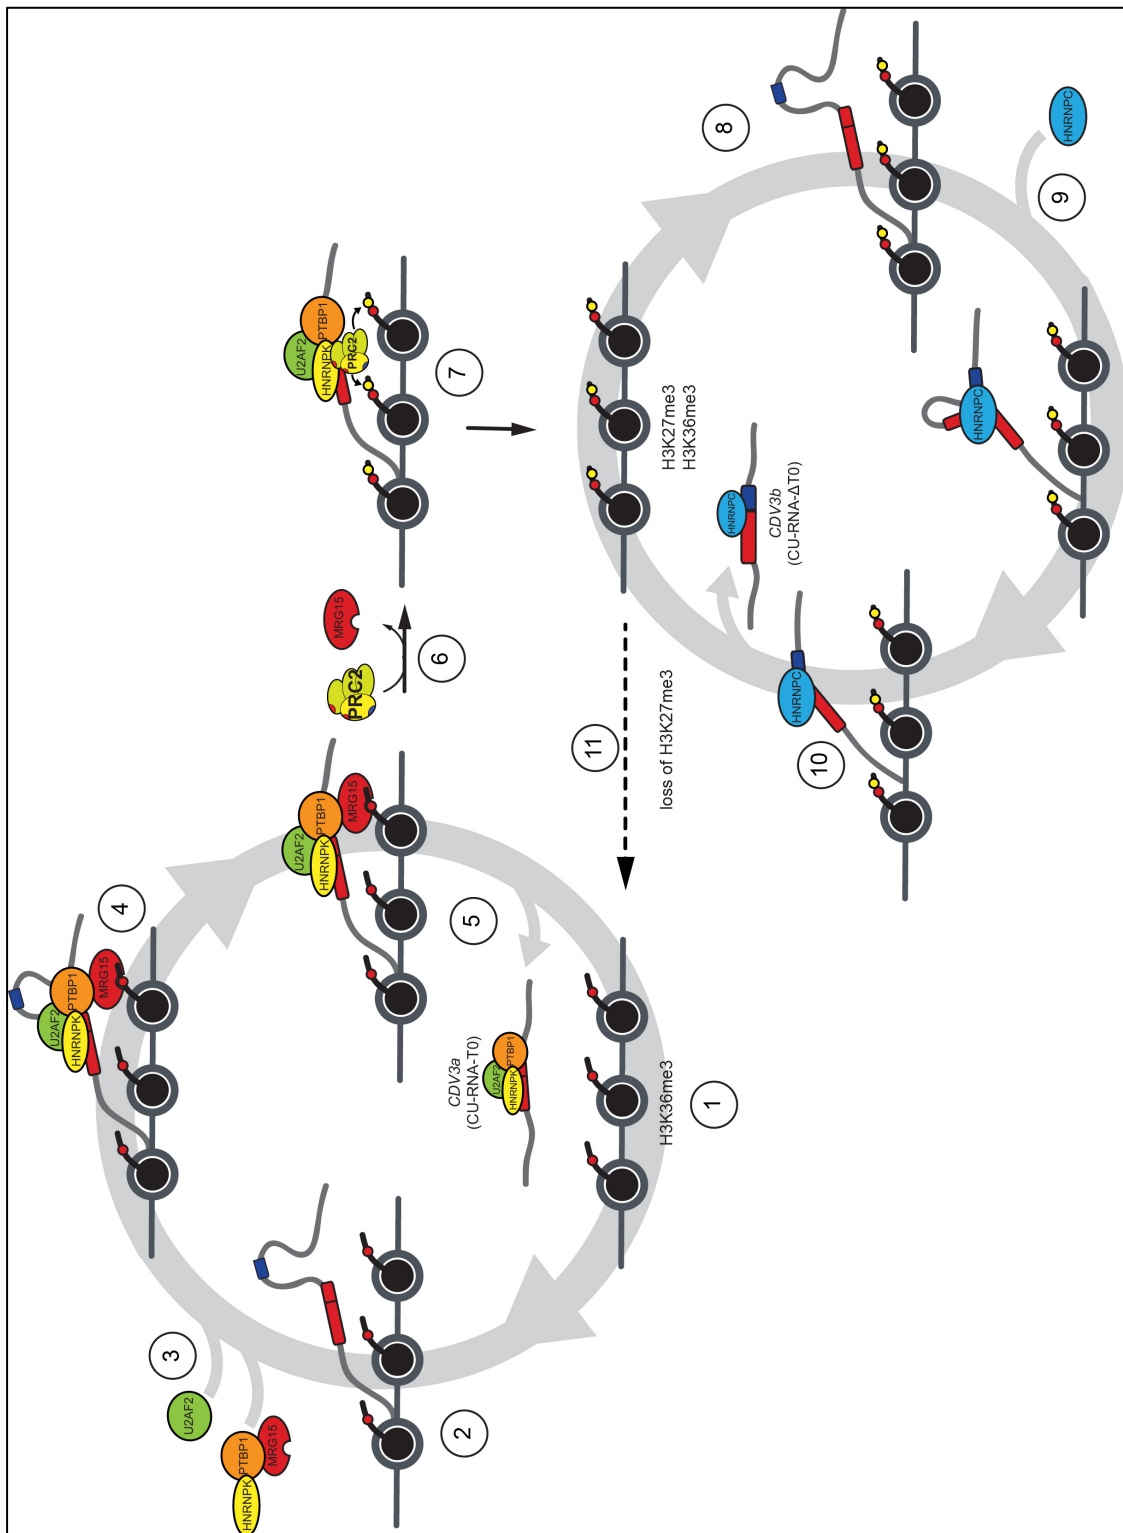 1
H3K36me3
2
3
U2AF2
HNRNPK
PTBP1
MRG15
4
U2AF2
HNRNPK
PTBP1
MRG15
5
U2AF2
HNRNPK
PTBP1
MRG15
CDV3a
(CU-RNA-T0)
U2AF2
HNRNPK
PTBP1
6
PRC2
MRG15
7
U2AF2
HNRNPK
PTBP1
PRC2
H3K27me3
H3K36me3
8
9
HNRNPC
HNRNPC
10
HNRNPC
HNRNPC
CDV3b
(CU-RNA-ΔT0)
11
loss of H3K27me3